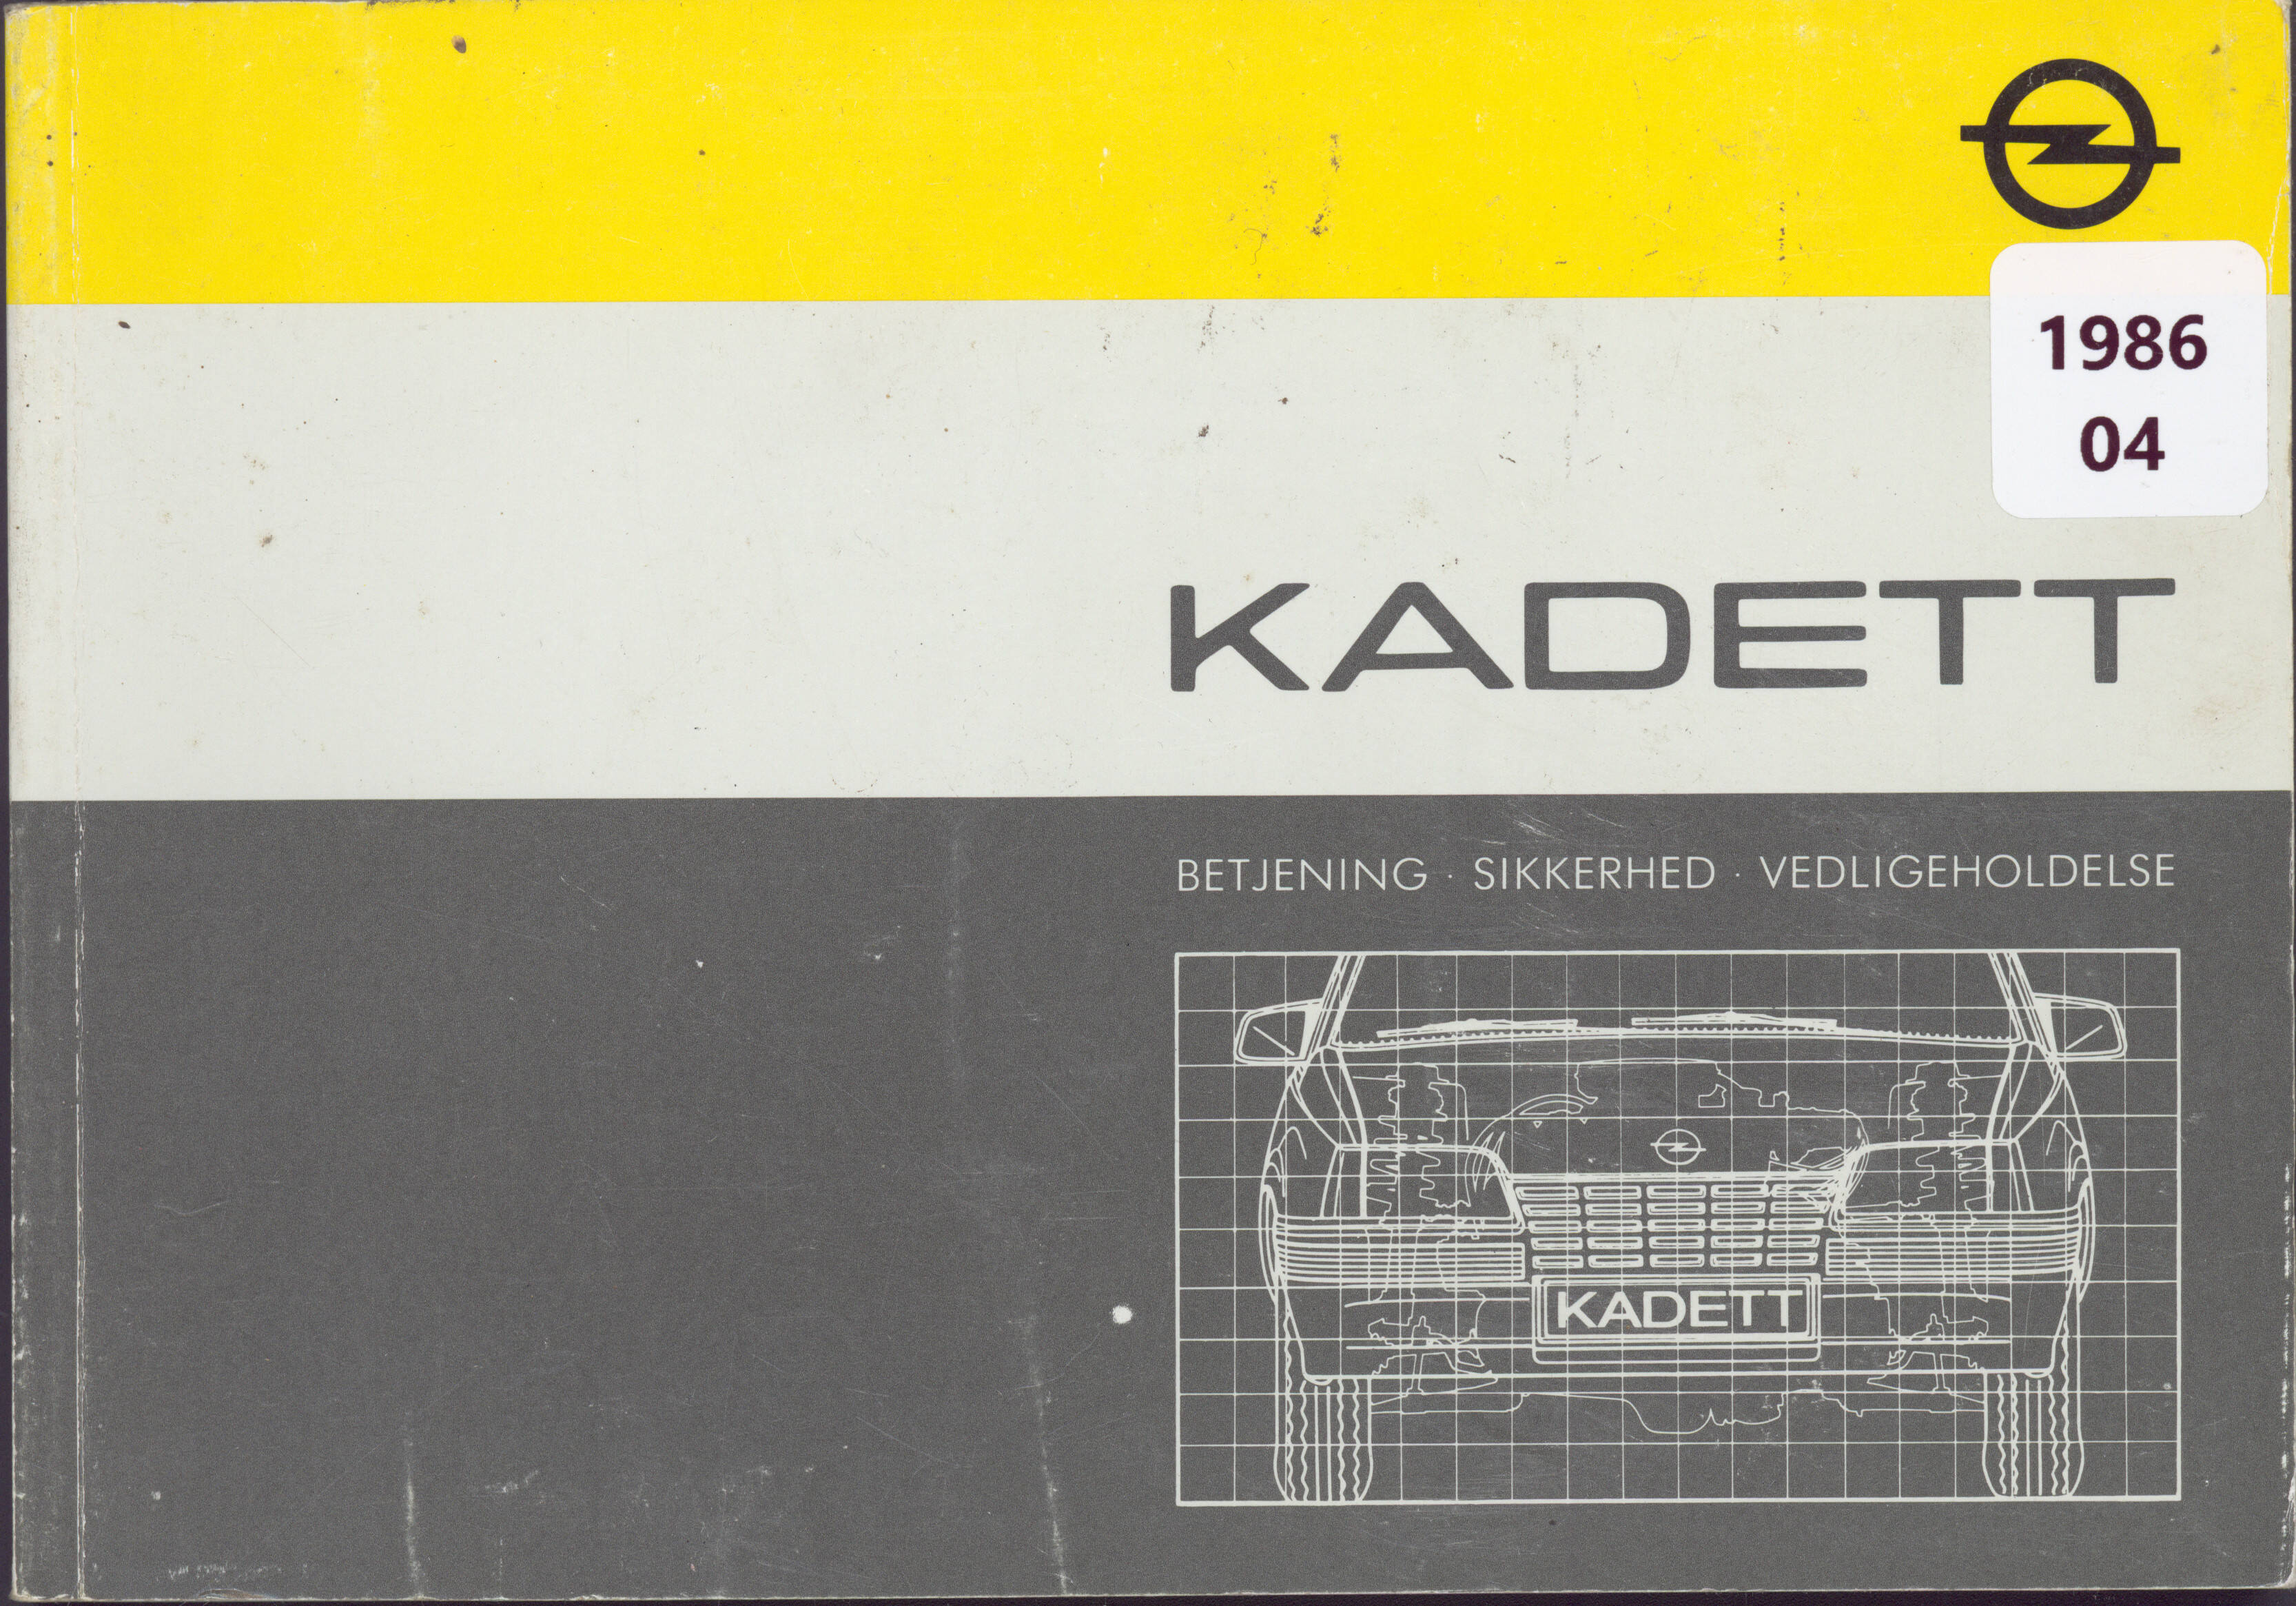 1986
04
KADETT
BETJENING · SIKKERHED · VEDLIGEHOLDELSE
KADETT